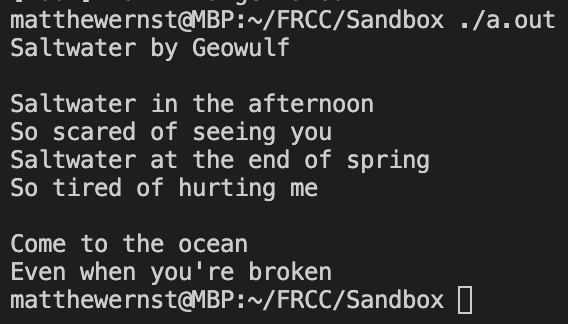 matthewernst@MBP:~/FRCC/Sandbox ./a.out
Saltwater by Geowulf

Saltwater in the afternoon
So scared of seeing you
Saltwater at the end of spring
So tired of hurting me

Come to the ocean
Even when you're broken
matthewernst@MBP:~/FRCC/Sandbox